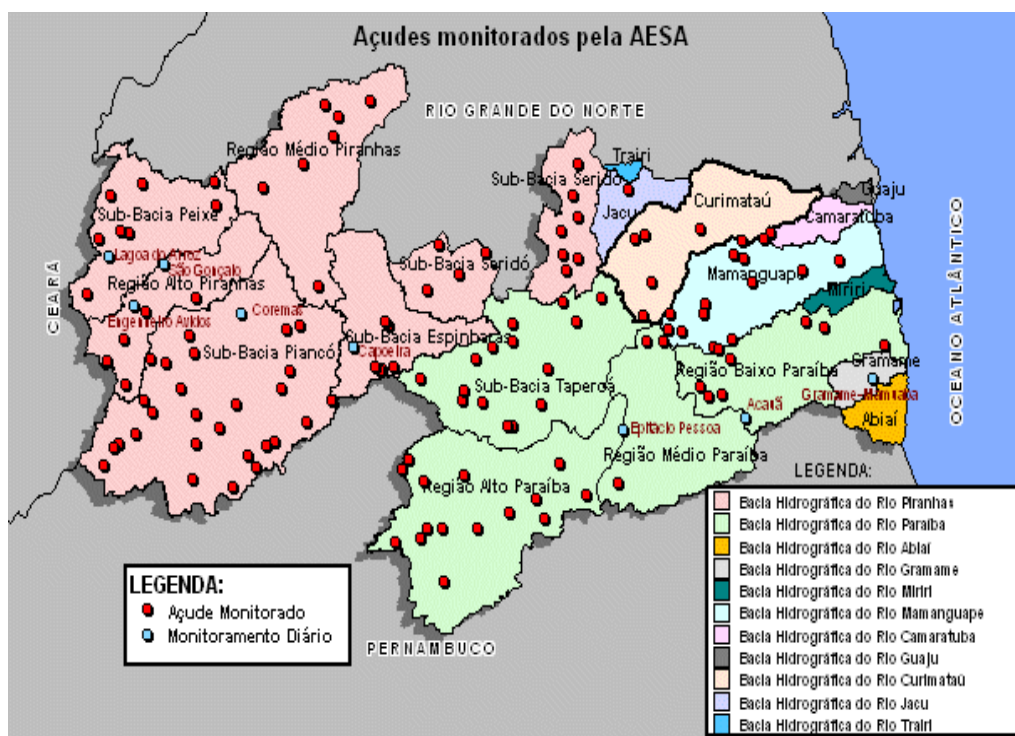 Açudes monitorados pela AESA
RIO GRANDE DO NORTE
Região Médio Piranhas
Trairi
Sub-Bacia Seridó
Guaju
Jacu
Curimataú
Camaratuba
Sub-Bacia Peixe
Lagoa do Arroz
São Gonçalo
Sub-Bacia Seridó
Mamanguape
Região Alto Piranhas
Miriri
CEARÁ
OCEANO ATLÂNTICO
Engenheiro Avidos
Coremas
Sub-Bacia Espinharas
Sub-Bacia Piancó
Capoeira
Gramame
Região Baixo Paraíba
Sub-Bacia Taperoá
Gramame-Mamuaba
Acauã
Abiaí
Epitácio Pessoa
Região Médio Paraíba
LEGENDA:
Região Alto Paraíba
Bacia Hidrográfica do Rio Piranhas
Bacia Hidrográfica do Rio Paraíba
Bacia Hidrográfica do Rio Abiaí
Bacia Hidrográfica do Rio Gramame
Bacia Hidrográfica do Rio Miriri
Bacia Hidrográfica do Rio Mamanguape
Bacia Hidrográfica do Rio Camaratuba
Bacia Hidrográfica do Rio Guaju
Bacia Hidrográfica do Rio Curimataú
Bacia Hidrográfica do Rio Jacu
Bacia Hidrográfica do Rio Trairi
LEGENDA:
Açude Monitorado
Monitoramento Diário
PERNAMBUCO